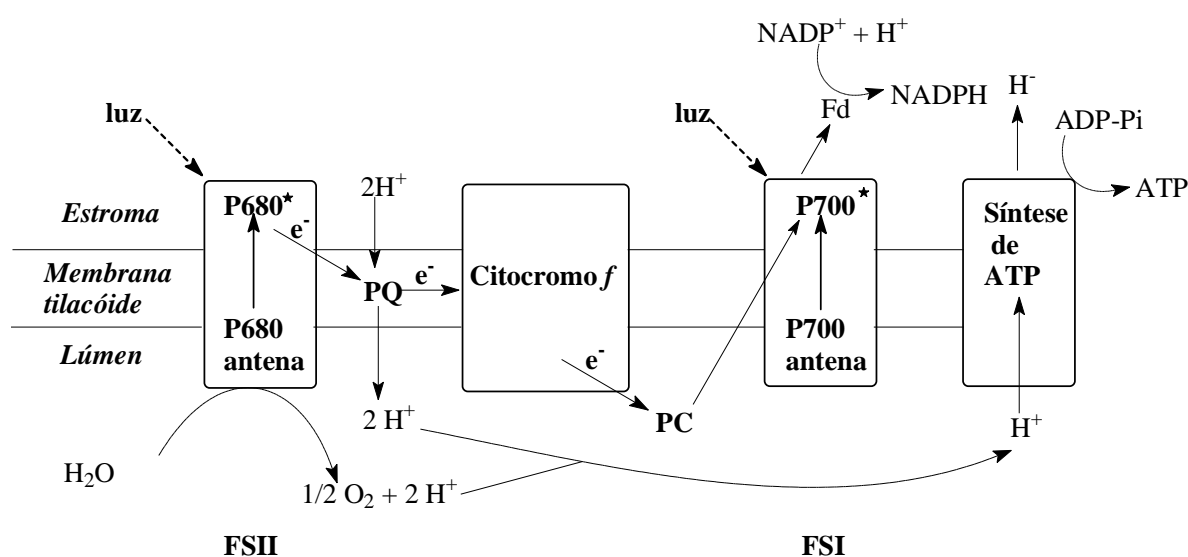 NADP⁺ + H⁺
NADPH
Fd
H⁻
ADP-Pi
ATP
luz
luz
Estroma
P680*
e⁻
2H⁺
P700*
Síntese
de
ATP
Membrana
tilacóide
PQ
e⁻
Citocromo f
Lúmen
P680
antena
e⁻
P700
antena
2 H⁺
PC
H⁺
H₂O
1/2 O₂ + 2 H⁺
FSII
FSI